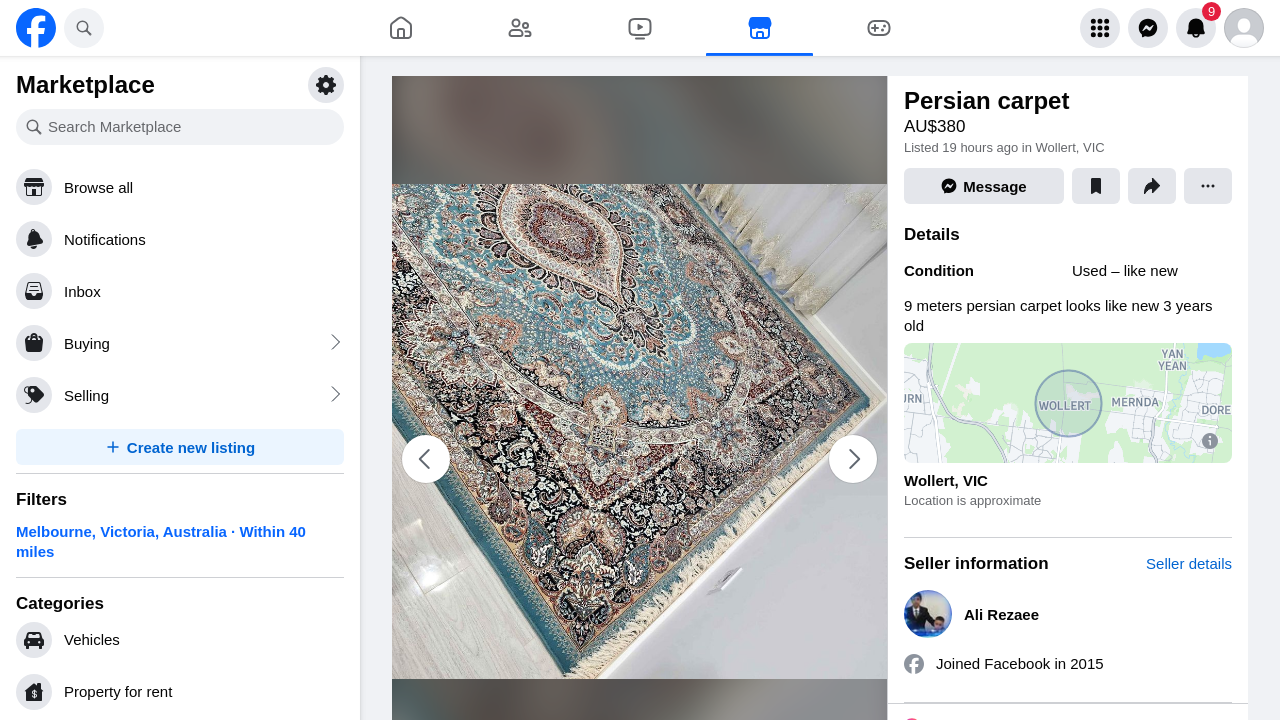 9
Marketplace
Search Marketplace
Browse all
Notifications
Inbox
Buying
Selling
Create new listing
Filters
Melbourne, Victoria, Australia · Within 40
miles
Categories
Vehicles
Property for rent
Persian carpet
AU$380
Listed 19 hours ago in Wollert, VIC
Message
Details
Condition
Used – like new
9 meters persian carpet looks like new 3 years
old
YAN
YEAN
URN
WOLLERT
MERNDA
DORE
Wollert, VIC
Location is approximate
Seller information
Seller details
Ali Rezaee
Joined Facebook in 2015